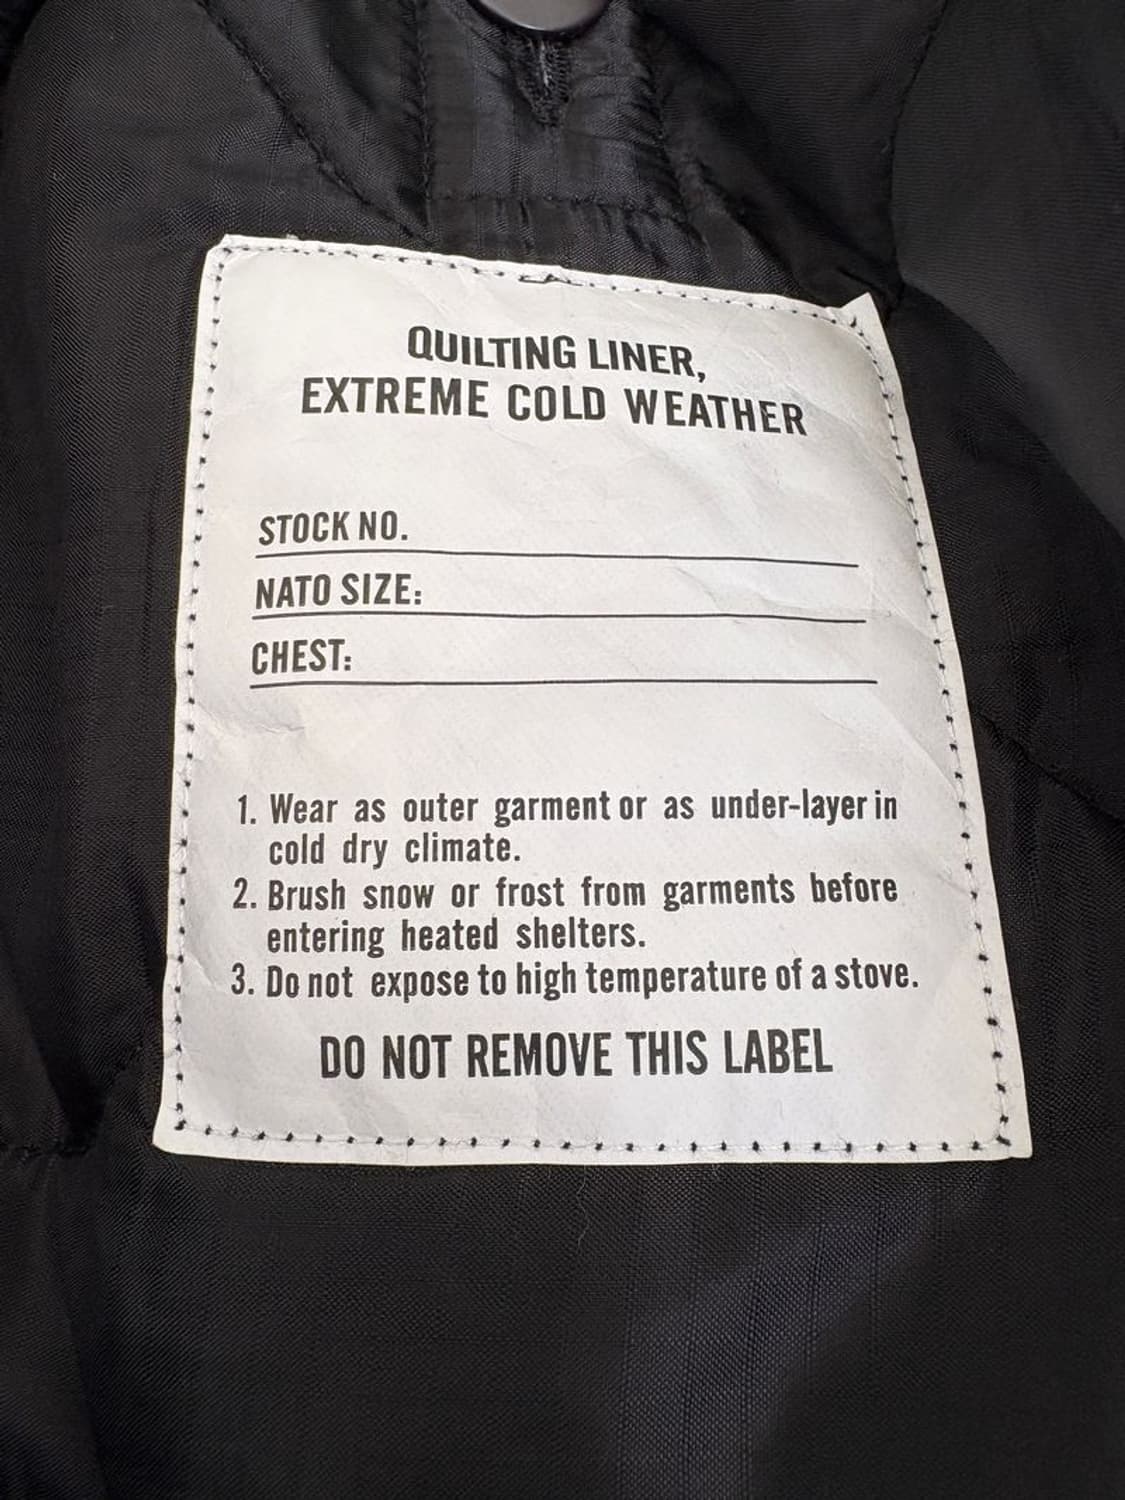 QUILTING LINER,
EXTREME COLD WEATHER
STOCK NO.
NATO SIZE:
CHEST:
1. Wear as outer garment or as under-layer in
cold dry climate.
2. Brush snow or frost from garments before
entering heated shelters.
3. Do not expose to high temperature of a stove.
DO NOT REMOVE THIS LABEL